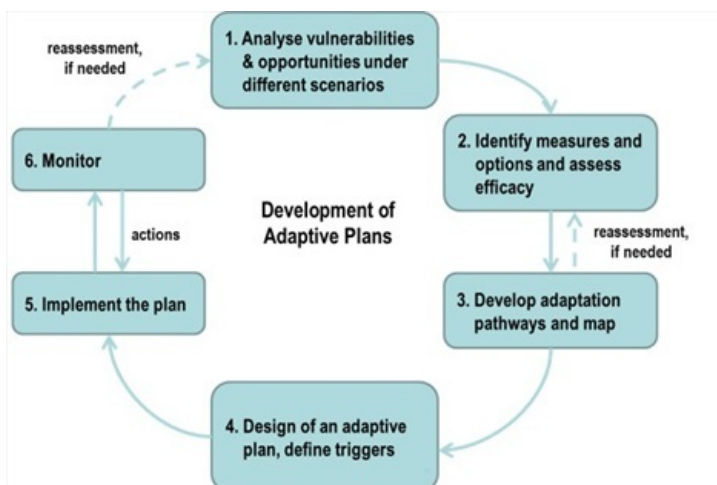 reassessment,
if needed
1. Analyse vulnerabilities
& opportunities under
different scenarios
2. Identify measures and
options and assess
efficacy
reassessment,
if needed
3. Develop adaptation
pathways and map
4. Design of an adaptive
plan, define triggers
5. Implement the plan
actions
6. Monitor
Development of
Adaptive Plans